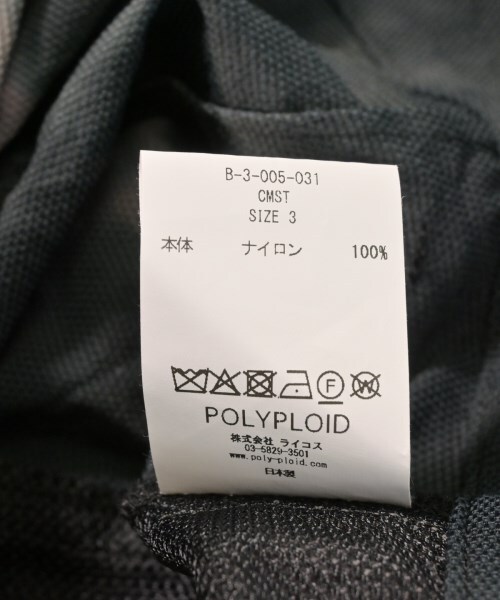 B-3-005-031
CMST
SIZE 3
本体 ナイロン 100%
F W
POLYPLOID
株式会社 ライコス
03-5829-3501
www.poly-ploid.com
日本製